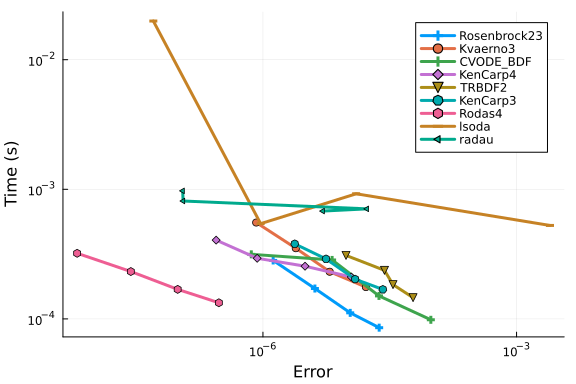 Time (s)
10⁻²
10⁻³
10⁻⁴
10⁻⁶
10⁻³
Error
Rosenbrock23
Kvaerno3
CVODE_BDF
KenCarp4
TRBDF2
KenCarp3
Rodas4
lsoda
radau